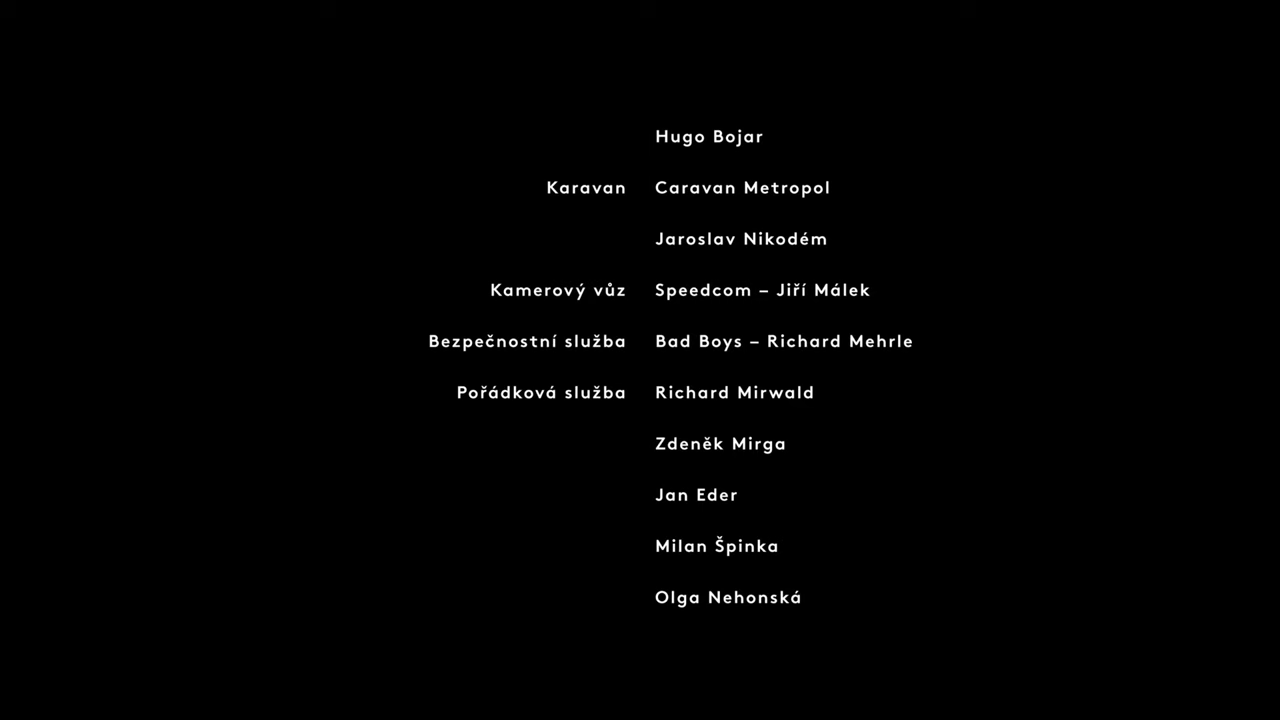 Hugo Bojar
Karavan Caravan Metropol
Jaroslav Nikodém
Kamerový vůz Speedcom – Jiří Málek
Bezpečnostní služba Bad Boys – Richard Mehrle
Pořádková služba Richard Mirwald
Zdeněk Mirga
Jan Eder
Milan Špinka
Olga Nehonská